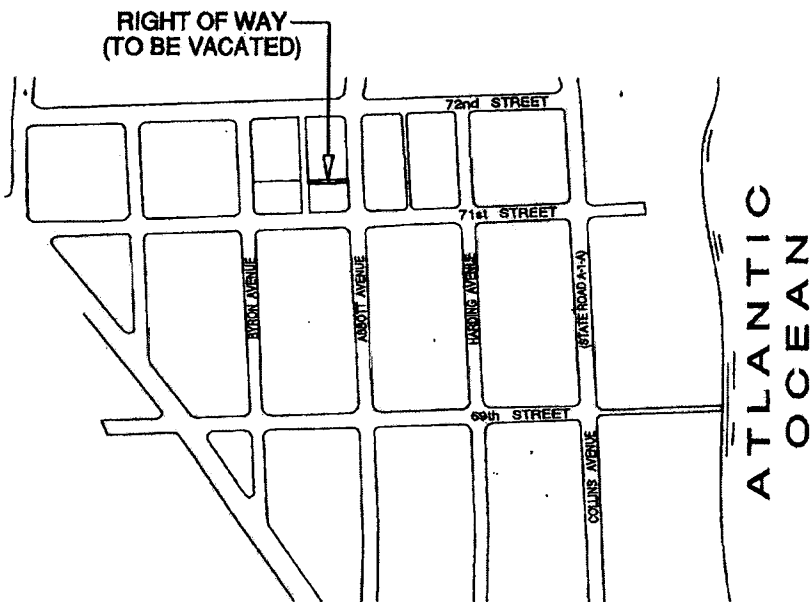 RIGHT OF WAY
(TO BE VACATED)
72nd STREET
71st STREET
BYRON AVENUE
ABBOTT AVENUE
HARDING AVENUE
(STATE ROAD A-1-A)
ATLANTIC
OCEAN
69th STREET
COLLINS AVENUE